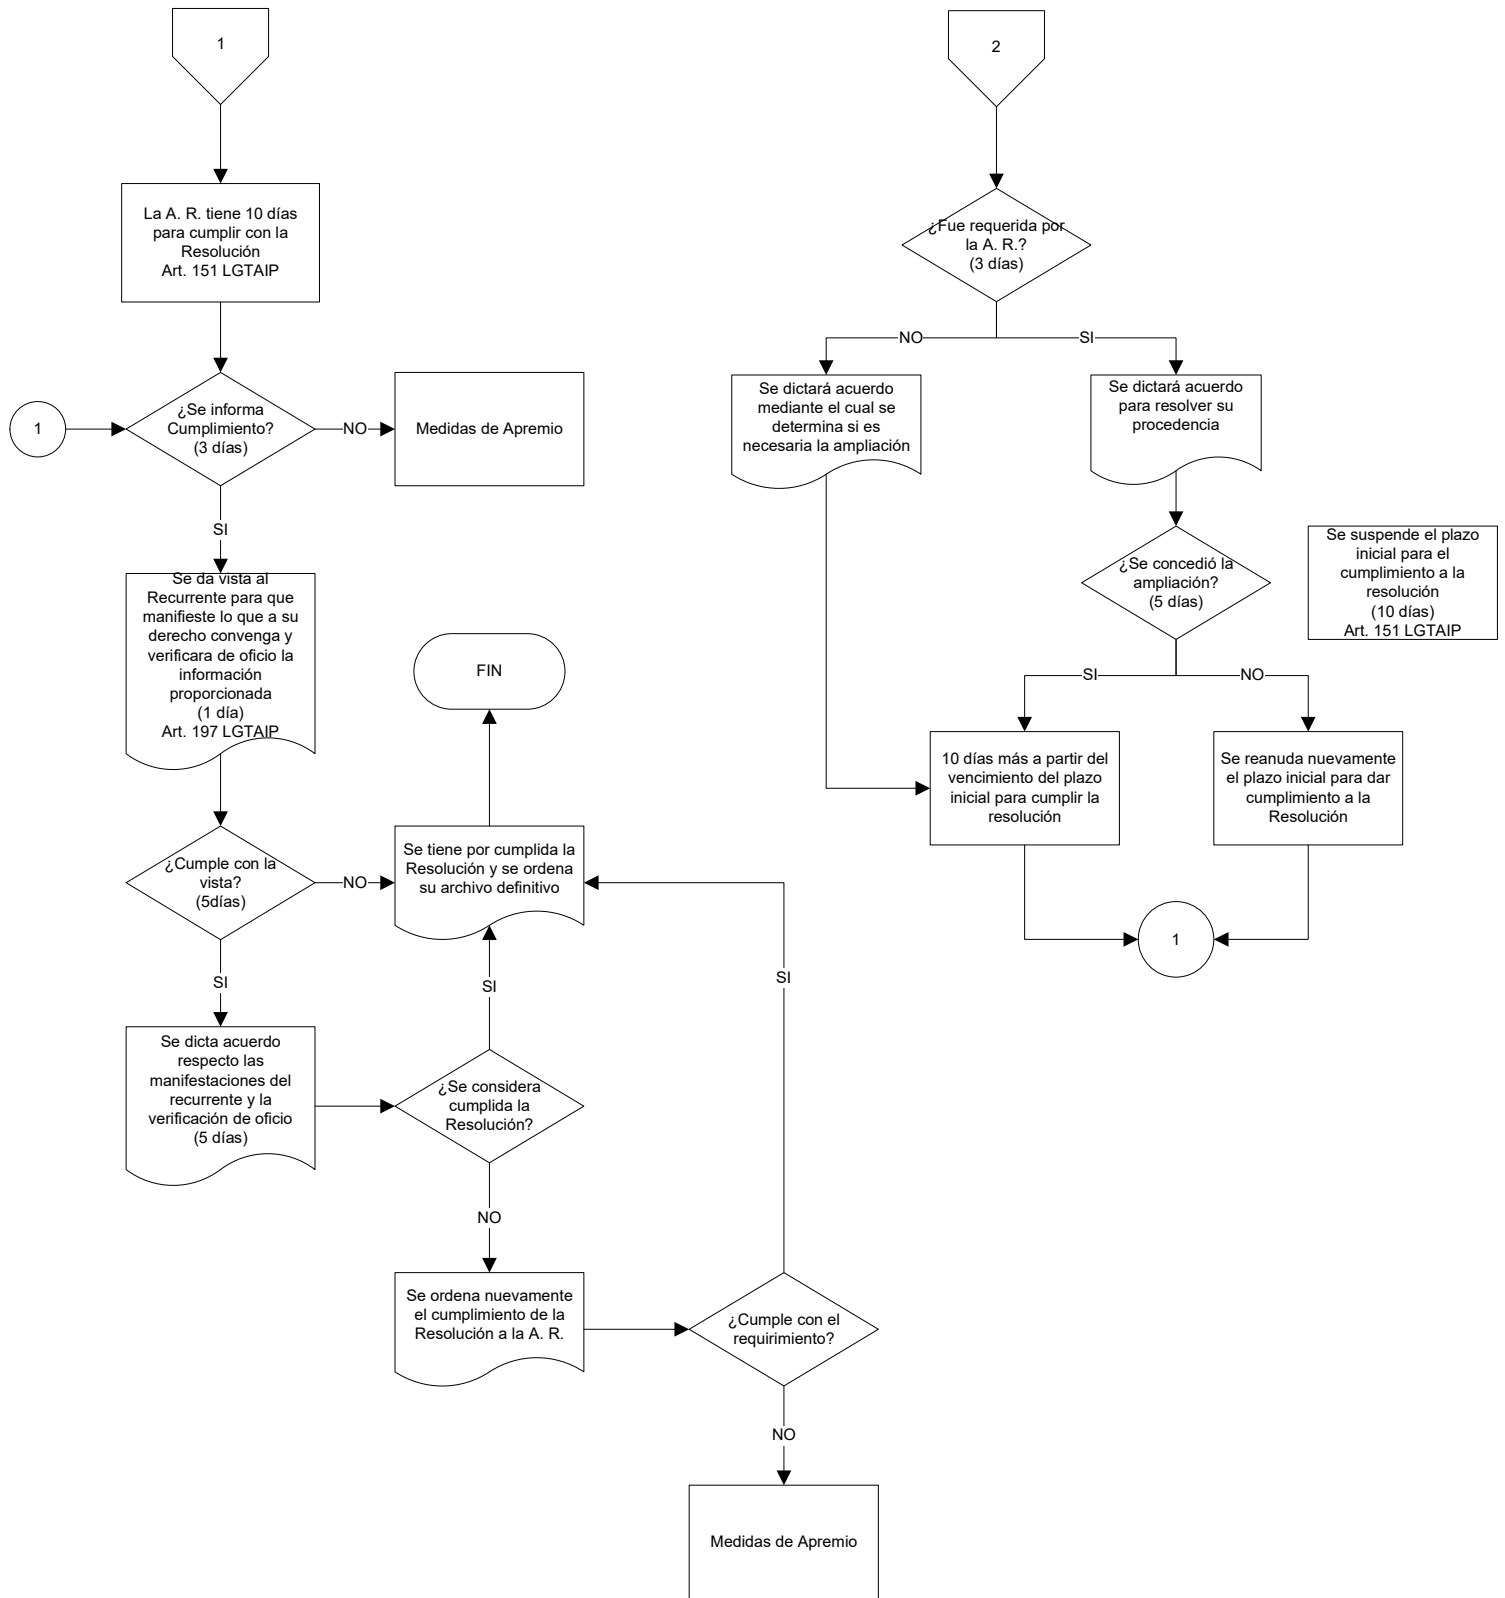 1
La A. R. tiene 10 días
para cumplir con la
Resolución
Art. 151 LGTAIP
1
¿Se informa
Cumplimiento?
(3 días)
NO
Medidas de Apremio
SI
Se da vista al
Recurrente para que
manifieste lo que a su
derecho convenga y
verificara de oficio la
información
proporcionada
(1 día)
Art. 197 LGTAIP
FIN
¿Cumple con la
vista?
(5días)
NO
Se tiene por cumplida la
Resolución y se ordena
su archivo definitivo
SI
SI
SI
Se dicta acuerdo
respecto las
manifestaciones del
recurrente y la
verificación de oficio
(5 días)
¿Se considera
cumplida la
Resolución?
NO
Se ordena nuevamente
el cumplimiento de la
Resolución a la A. R.
¿Cumple con el
requirimiento?
NO
Medidas de Apremio
2
¿Fue requerida por
la A. R.?
(3 días)
NO
SI
Se dictará acuerdo
mediante el cual se
determina si es
necesaria la ampliación
Se dictará acuerdo
para resolver su
procedencia
¿Se concedió la
ampliación?
(5 días)
Se suspende el plazo
inicial para el
cumplimiento a la
resolución
(10 días)
Art. 151 LGTAIP
SI
NO
10 días más a partir del
vencimiento del plazo
inicial para cumplir la
resolución
Se reanuda nuevamente
el plazo inicial para dar
cumplimiento a la
Resolución
1